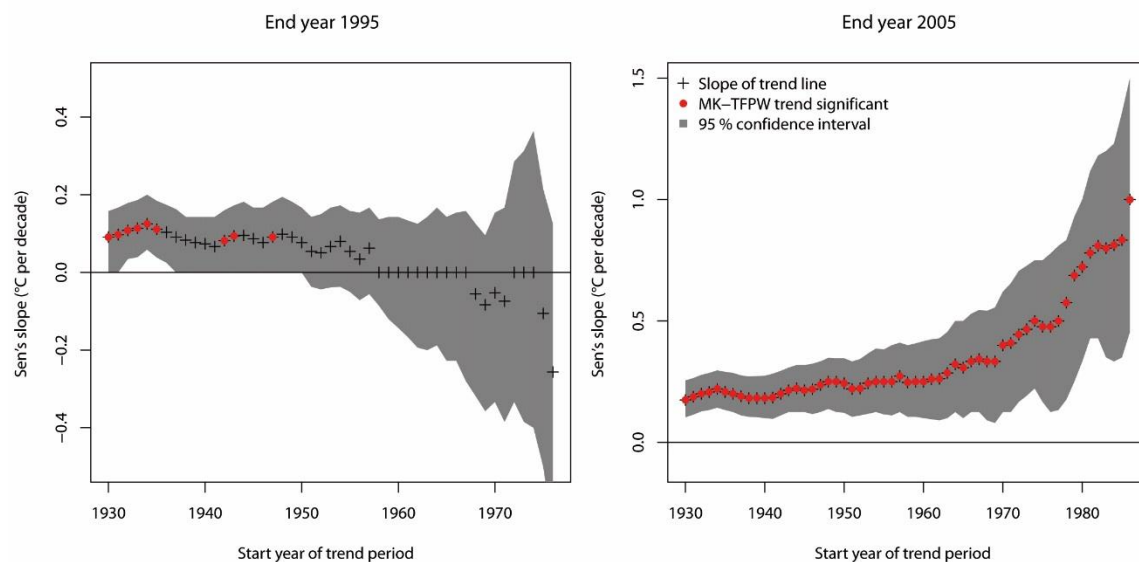 End year 1995
Sen's slope (°C per decade)
0.4
0.2
0.0
−0.2
−0.4
1930 1940 1950 1960 1970
Start year of trend period
End year 2005
Slope of trend line
MK−TFPW trend significant
95 % confidence interval
Sen's slope (°C per decade)
1.5
1.0
0.5
0.0
1930 1940 1950 1960 1970 1980
Start year of trend period